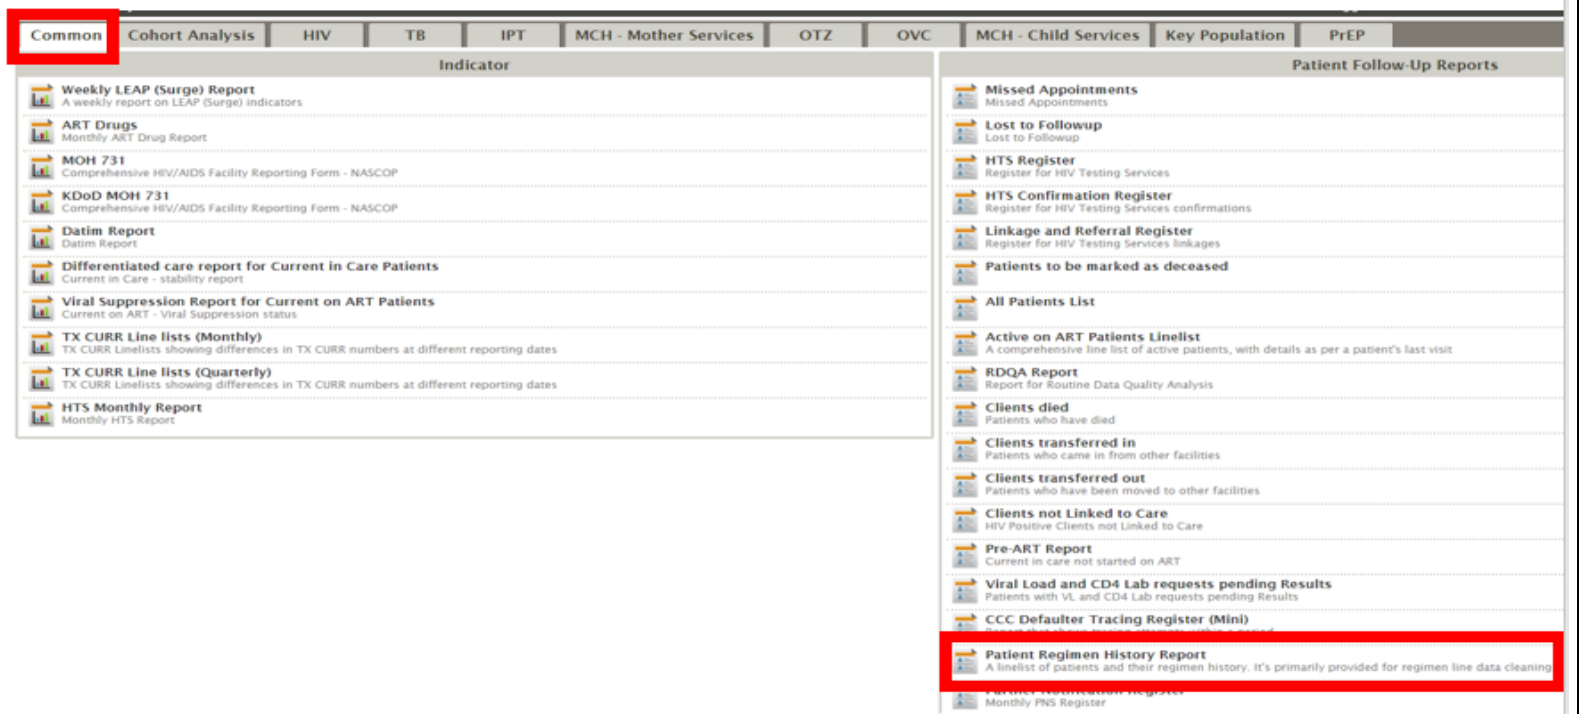 Common
Cohort Analysis
HIV
TB
IPT
MCH - Mother Services
OTZ
OVC
MCH - Child Services
Key Population
PrEP
Indicator
Weekly LEAP (Surge) Report
A weekly report on LEAP (Surge) indicators
ART Drugs
Monthly ART Drug Report
MOH 731
Comprehensive HIV/AIDS Facility Reporting Form - NASCOP
KDoD MOH 731
Comprehensive HIV/AIDS Facility Reporting Form - NASCOP
Datim Report
Datim Report
Differentiated care report for Current in Care Patients
Current in Care - stability report
Viral Suppression Report for Current on ART Patients
Current on ART - Viral Suppression status
TX CURR Line lists (Monthly)
TX CURR Linelists showing differences in TX CURR numbers at different reporting dates
TX CURR Line lists (Quarterly)
TX CURR Linelists showing differences in TX CURR numbers at different reporting dates
HTS Monthly Report
Monthly HTS Report
Patient Follow-Up Reports
Missed Appointments
Missed Appointments
Lost to Followup
Lost to Followup
HTS Register
Register for HIV Testing Services
HTS Confirmation Register
Register for HIV Testing Services confirmations
Linkage and Referral Register
Register for HIV Testing Services linkages
Patients to be marked as deceased
All Patients List
Active on ART Patients Linelist
A comprehensive line list of active patients, with details as per a patient's last visit
RDQA Report
Report for Routine Data Quality Analysis
Clients died
Patients who have died
Clients transferred in
Patients who came in from other facilities
Clients transferred out
Patients who have been moved to other facilities
Clients not Linked to Care
HIV Positive Clients not Linked to Care
Pre-ART Report
Current in care not started on ART
Viral Load and CD4 Lab requests pending Results
Patients with VL and CD4 Lab requests pending Results
CCC Defaulter Tracing Register (Mini)
Patient Regimen History Report
A linelist of patients and their regimen history. It's primarily provided for regimen line data cleaning
Partner Notification Register
Monthly PNS Register